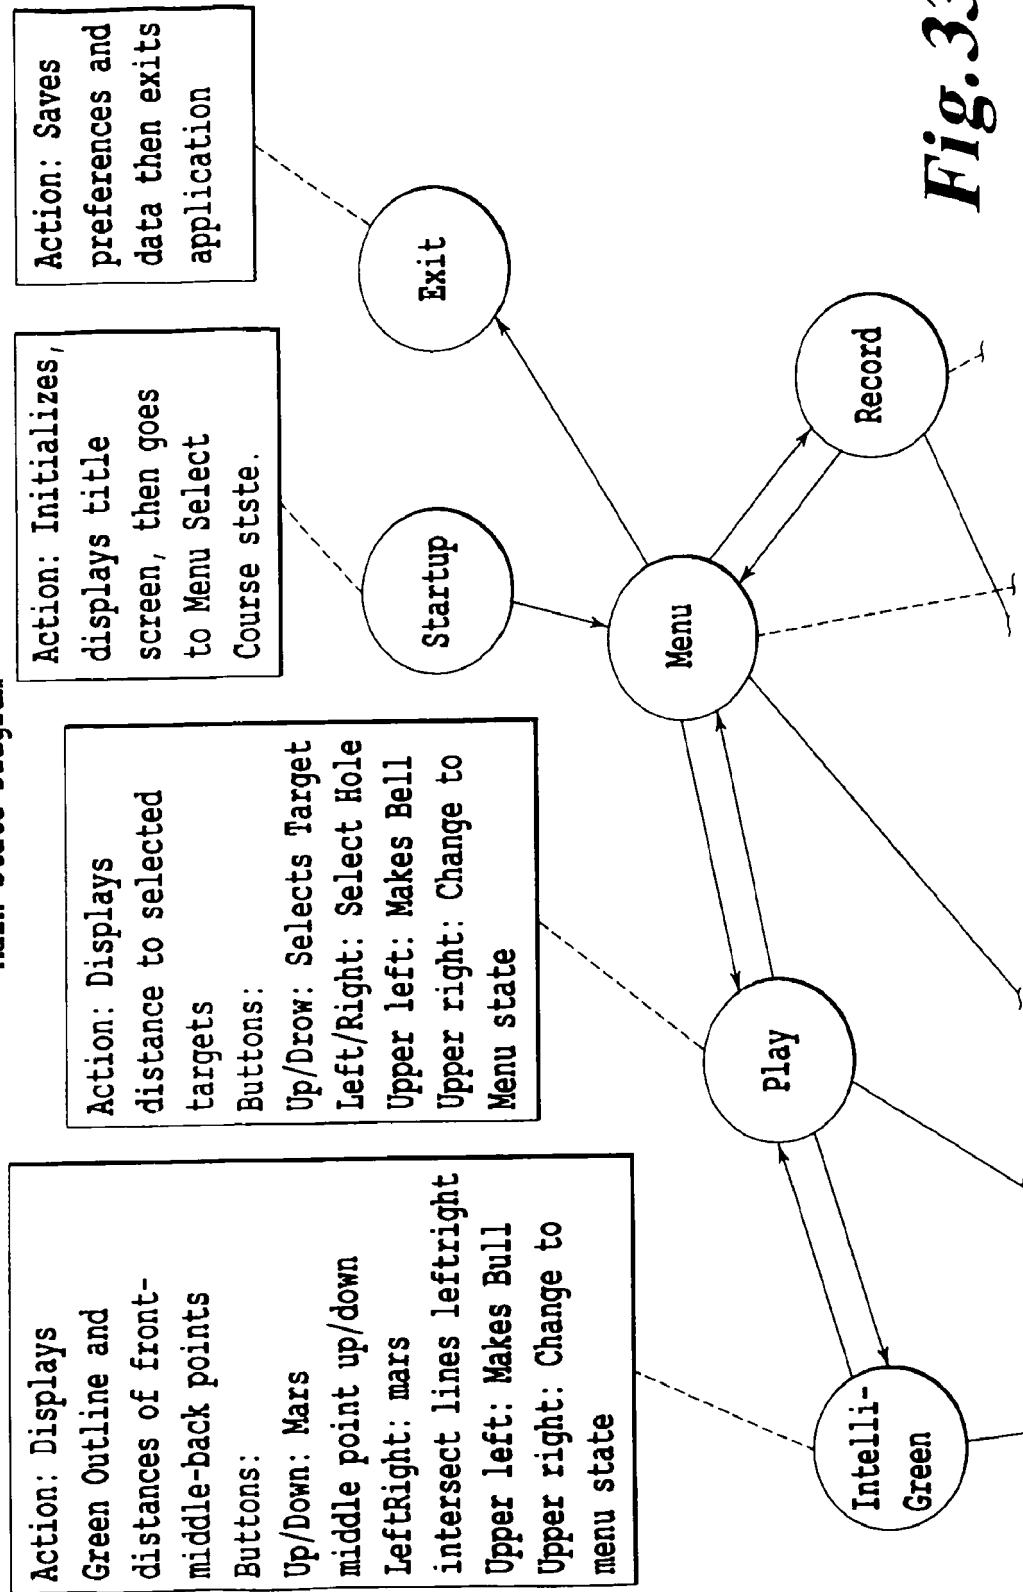 Main State Diagram
Action: Displays
Green Outline and
distances of front-
middle-back points
Buttons:
Up/Down: Mars
middle point up/down
LeftRight: mars
intersect lines leftright
Upper left: Makes Bull
Upper right: Change to
menu state
Action: Displays
distance to selected
targets
Buttons:
Up/Drow: Selects Target
Left/Right: Select Hole
Upper left: Makes Bell
Upper right: Change to
Menu state
Action: Initializes,
displays title
screen, then goes
to Menu Select
Course stste.
Action: Saves
preferences and
data then exits
application
Startup
Exit
Menu
Record
Play
Intelli-
Green